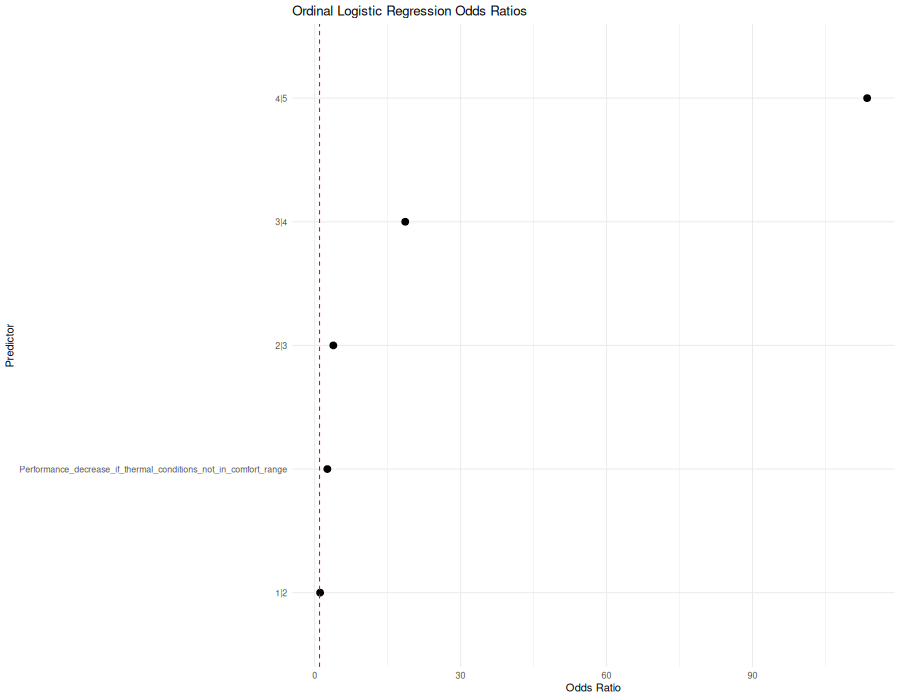 Ordinal Logistic Regression Odds Ratios
4|5
3|4
2|3
Performance_decrease_if_thermal_conditions_not_in_comfort_range
1|2
Predictor
0 30 60 90
Odds Ratio